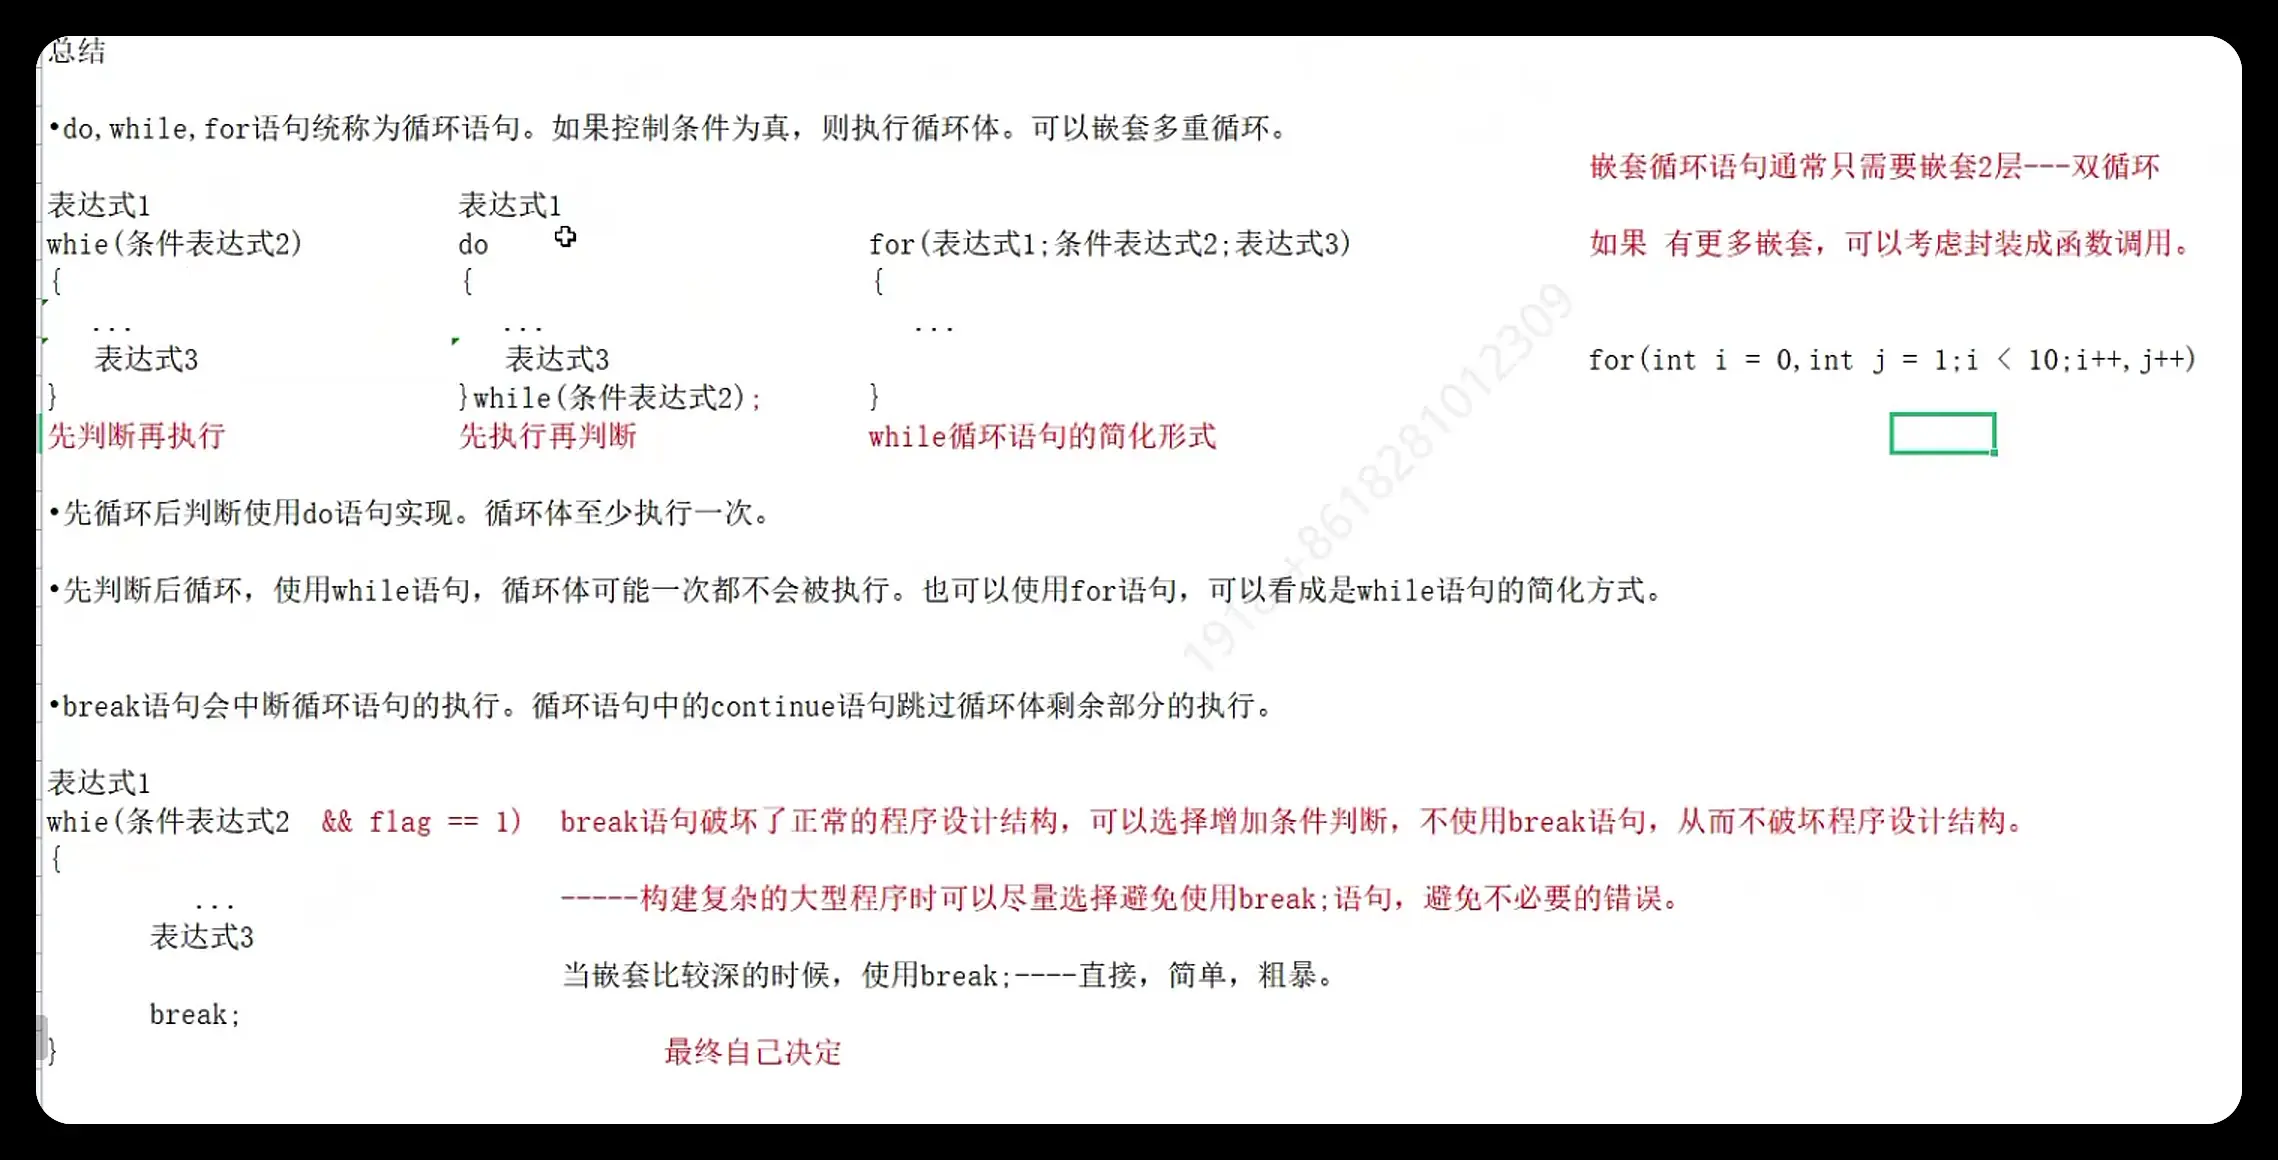 总结
•do,while,for语句统称为循环语句。如果控制条件为真，则执行循环体。可以嵌套多重循环。
嵌套循环语句通常只需要嵌套2层---双循环
表达式1
whie(条件表达式2)
{
...
表达式3
}
先判断再执行
表达式1
do
{
...
表达式3
}while(条件表达式2);
先执行再判断
for(表达式1;条件表达式2;表达式3)
{
...
}
while循环语句的简化形式
如果 有更多嵌套，可以考虑封装成函数调用。
for(int i = 0,int j = 1;i < 10;i++,j++)
•先循环后判断使用do语句实现。循环体至少执行一次。
•先判断后循环，使用while语句，循环体可能一次都不会被执行。也可以使用for语句，可以看成是while语句的简化方式。
•break语句会中断循环语句的执行。循环语句中的continue语句跳过循环体剩余部分的执行。
表达式1
whie(条件表达式2 && flag == 1)
{
...
表达式3
break;
}
break语句破坏了正常的程序设计结构，可以选择增加条件判断，不使用break语句，从而不破坏程序设计结构。
-----构建复杂的大型程序时可以尽量选择避免使用break;语句，避免不必要的错误。
当嵌套比较深的时候，使用break;----直接，简单，粗暴。
最终自己决定
+8618281012309